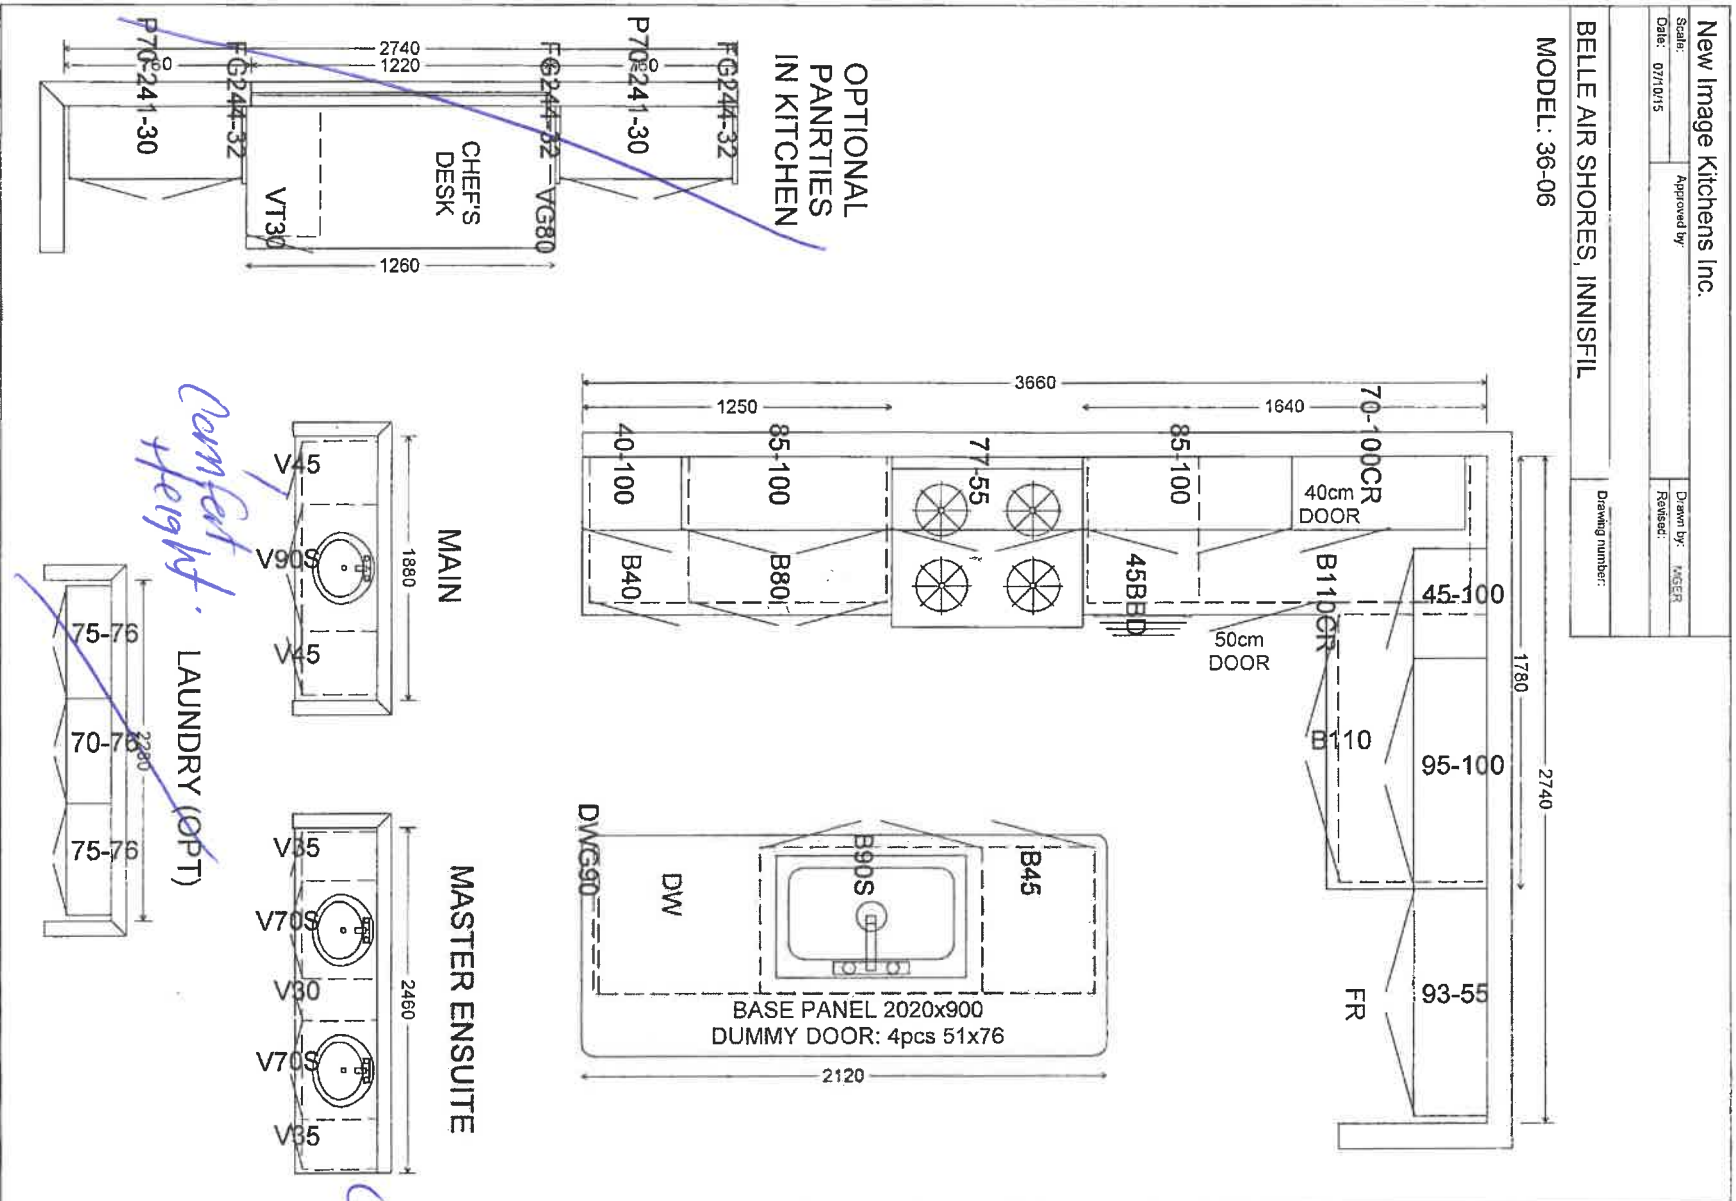 New Image Kitchens Inc.
Scale:
Approved by:
Drawn by: MGER
Date: 07/10/15
Revised:
BELLE AIR SHORES, INNISFIL
Drawing number:
MODEL: 36-06
OPTIONAL
PANRTIES
IN KITCHEN
FG244-32
P70-241-30
FG244-32
FG244-32
P70-241-30
2740
1220
1260
CHEF'S
DESK
VG80
VT30
3660
1250
1640
40-100
85-100
77-55
85-100
70-100CR
40cm
DOOR
B40
B80
45BBD
B110CR
50cm
DOOR
45-100
1780
2740
B110
95-100
93-55
FR
DWG90
DW
B90S
B45
BASE PANEL 2020x900
DUMMY DOOR: 4pcs 51x76
2120
MAIN
1880
V45
V90S
V45
Comfort
Height.
MASTER ENSUITE
2460
V35
V70S
V30
V70S
V35
LAUNDRY (OPT)
2280
75-76
70-76
75-76